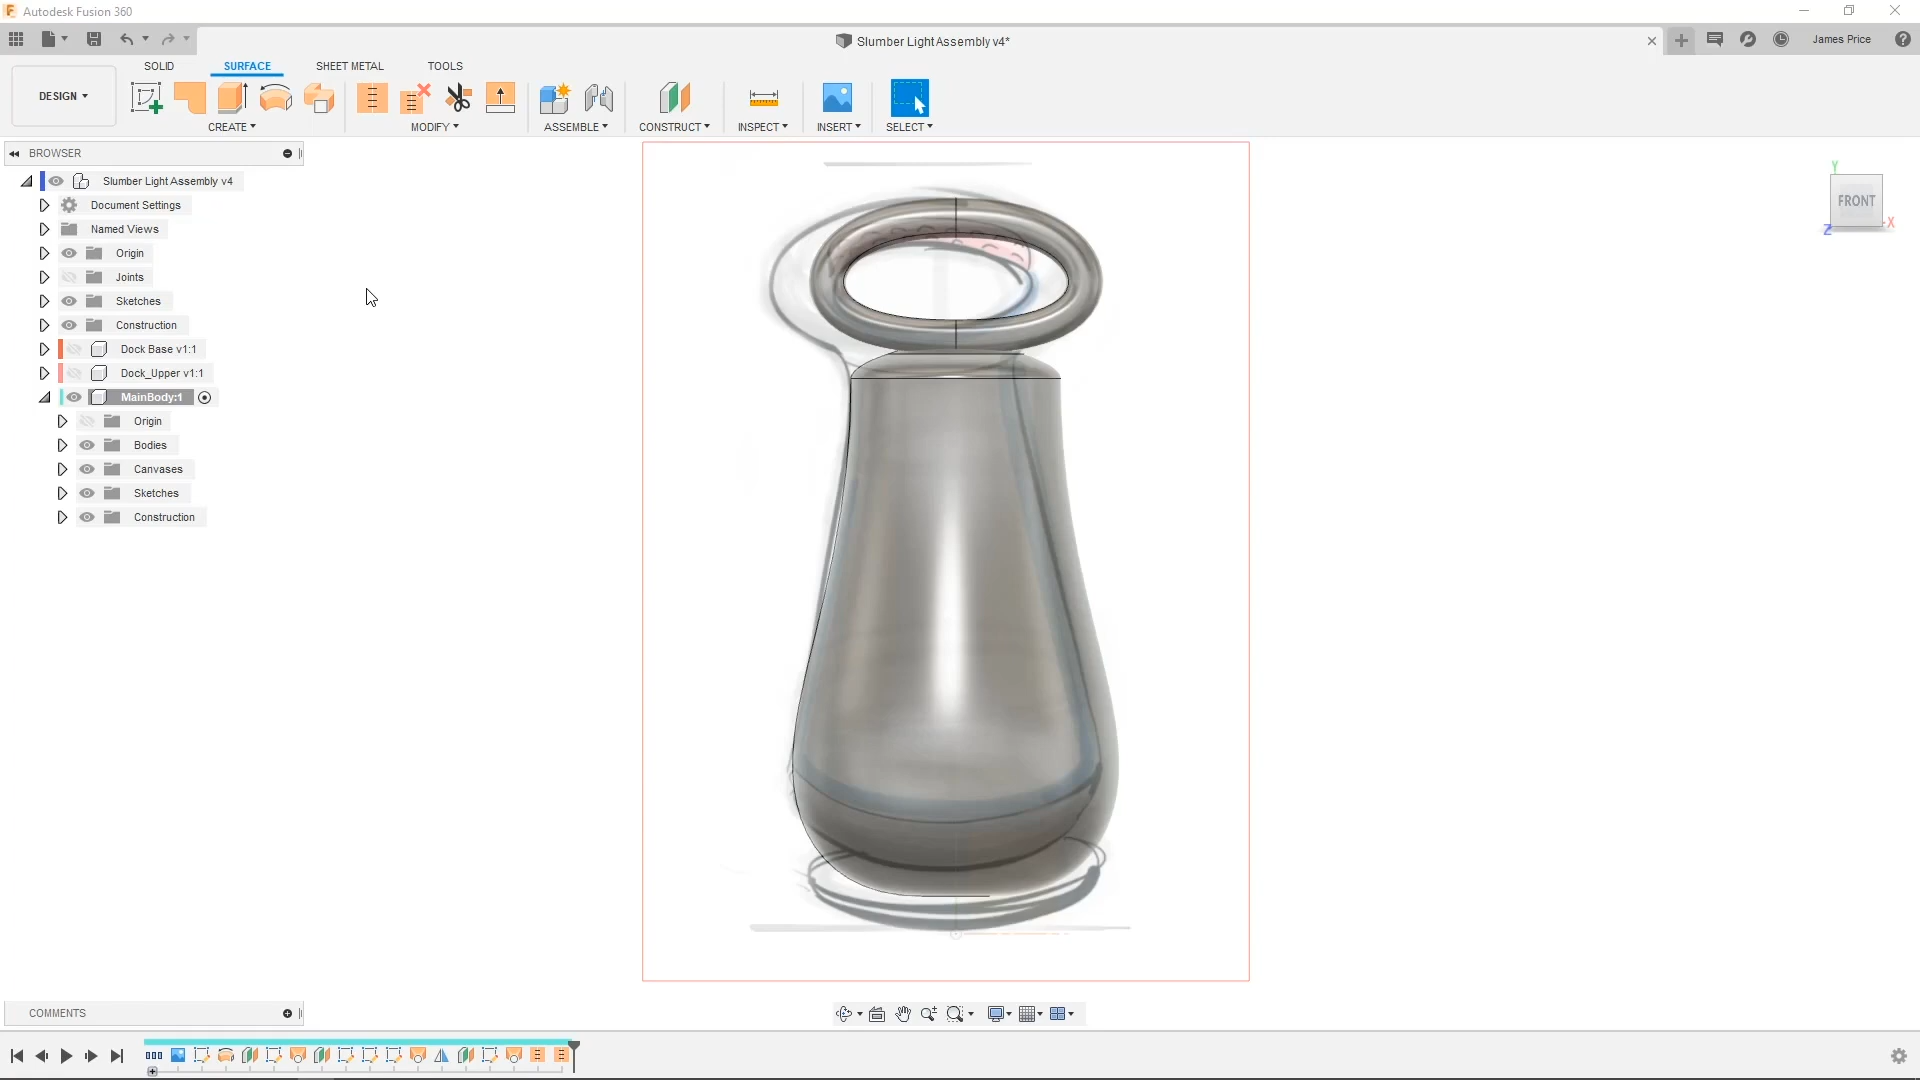 Autodesk Fusion 360
Slumber Light Assembly v4*
James Price
SOLID
SURFACE
SHEET METAL
TOOLS
DESIGN
CREATE
MODIFY
ASSEMBLE
CONSTRUCT
INSPECT
INSERT
SELECT
BROWSER
Slumber Light Assembly v4
Document Settings
Named Views
Origin
Joints
Sketches
Construction
Dock Base v1:1
Dock_Upper v1:1
MainBody:1
Origin
Bodies
Canvases
Sketches
Construction
Y
FRONT
Z
X
COMMENTS